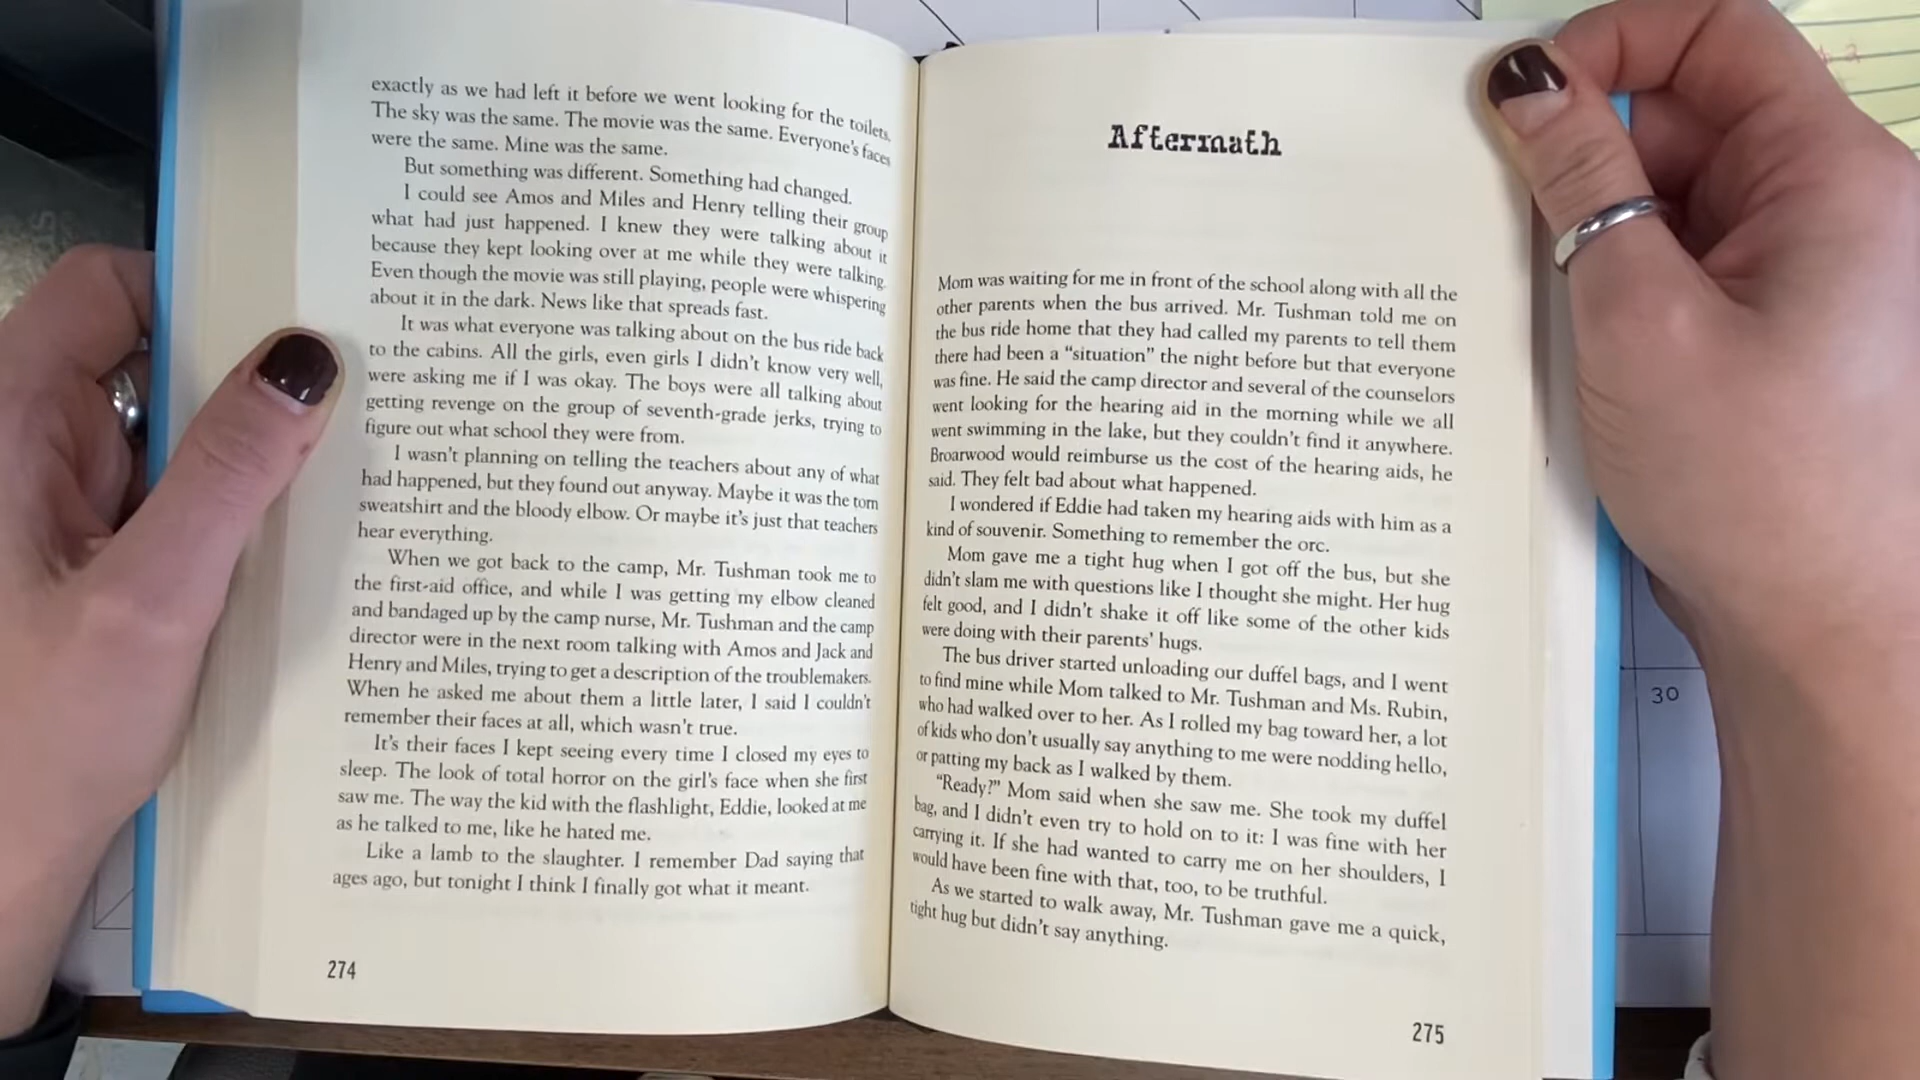 exactly as we had left it before we went looking for the toilets.
The sky was the same. The movie was the same. Everyone's faces
were the same. Mine was the same.
But something was different. Something had changed.
I could see Amos and Miles and Henry telling their group
what had just happened. I knew they were talking about it
because they kept looking over at me while they were talking.
Even though the movie was still playing, people were whispering
about it in the dark. News like that spreads fast.
It was what everyone was talking about on the bus ride back
to the cabins. All the girls, even girls I didn't know very well,
were asking me if I was okay. The boys were all talking about
getting revenge on the group of seventh-grade jerks, trying to
figure out what school they were from.
I wasn't planning on telling the teachers about any of what
had happened, but they found out anyway. Maybe it was the torn
sweatshirt and the bloody elbow. Or maybe it's just that teachers
hear everything.
When we got back to the camp, Mr. Tushman took me to
the first-aid office, and while I was getting my elbow cleaned
and bandaged up by the camp nurse, Mr. Tushman and the camp
director were in the next room talking with Amos and Jack and
Henry and Miles, trying to get a description of the troublemakers.
When he asked me about them a little later, I said I couldn't
remember their faces at all, which wasn't true.
It's their faces I kept seeing every time I closed my eyes to
sleep. The look of total horror on the girl's face when she first
saw me. The way the kid with the flashlight, Eddie, looked at me
as he talked to me, like he hated me.
Like a lamb to the slaughter. I remember Dad saying that
ages ago, but tonight I think I finally got what it meant.
274
Aftermath
Mom was waiting for me in front of the school along with all the
other parents when the bus arrived. Mr. Tushman told me on
the bus ride home that they had called my parents to tell them
there had been a "situation" the night before but that everyone
was fine. He said the camp director and several of the counselors
went looking for the hearing aid in the morning while we all
went swimming in the lake, but they couldn't find it anywhere.
Broarwood would reimburse us the cost of the hearing aids, he
said. They felt bad about what happened.
I wondered if Eddie had taken my hearing aids with him as a
kind of souvenir. Something to remember the orc.
Mom gave me a tight hug when I got off the bus, but she
didn't slam me with questions like I thought she might. Her hug
felt good, and I didn't shake it off like some of the other kids
were doing with their parents' hugs.
The bus driver started unloading our duffel bags, and I went
to find mine while Mom talked to Mr. Tushman and Ms. Rubin,
who had walked over to her. As I rolled my bag toward her, a lot
of kids who don't usually say anything to me were nodding hello,
or patting my back as I walked by them.
"Ready?" Mom said when she saw me. She took my duffel
bag, and I didn't even try to hold on to it: I was fine with her
carrying it. If she had wanted to carry me on her shoulders, I
would have been fine with that, too, to be truthful.
As we started to walk away, Mr. Tushman gave me a quick,
tight hug but didn't say anything.
275
30